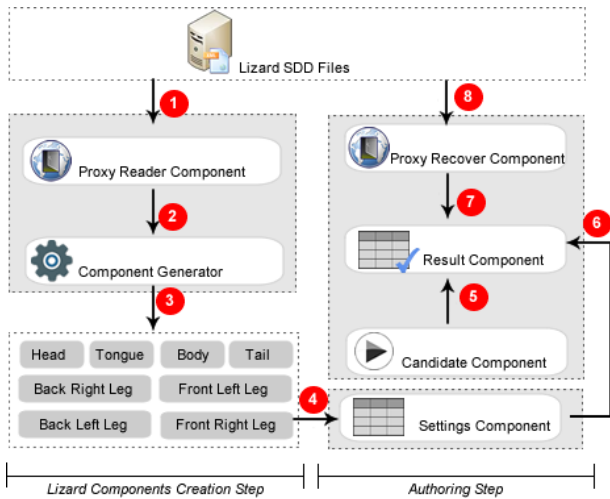 Lizard SDD Files
1
8
Proxy Reader Component
Proxy Recover Component
2
7
6
Component Generator
Result Component
3
5
Head
Tongue
Body
Tail
Candidate Component
Back Right Leg
Front Left Leg
4
Back Left Leg
Front Right Leg
Settings Component
Lizard Components Creation Step
Authoring Step